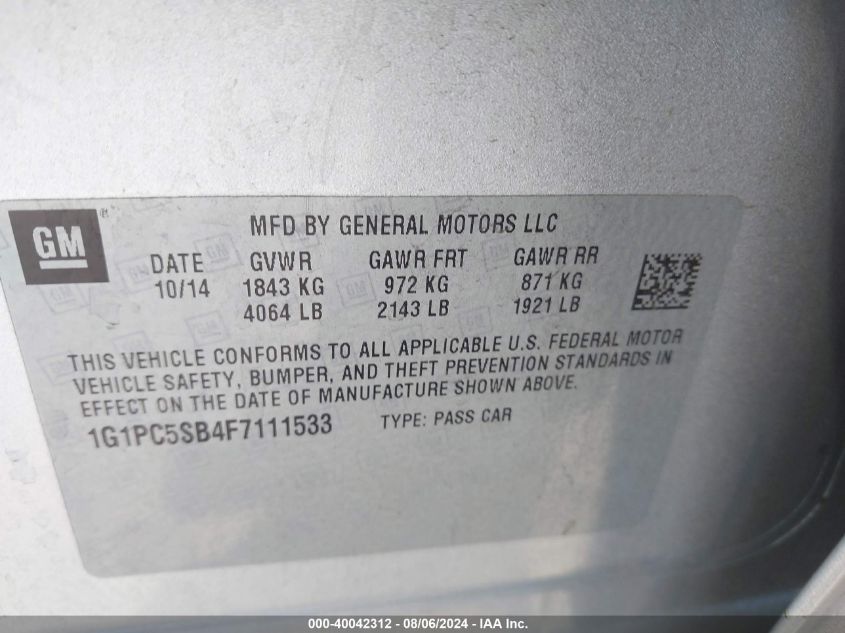 GM®
MFD BY GENERAL MOTORS LLC
DATE GVWR GAWR FRT GAWR RR
10/14 1843 KG 972 KG 871 KG
4064 LB 2143 LB 1921 LB
THIS VEHICLE CONFORMS TO ALL APPLICABLE U.S. FEDERAL MOTOR
VEHICLE SAFETY, BUMPER, AND THEFT PREVENTION STANDARDS IN
EFFECT ON THE DATE OF MANUFACTURE SHOWN ABOVE.
1G1PC5SB4F7111533 TYPE: PASS CAR
000-40042312 - 08/06/2024 - IAA Inc.